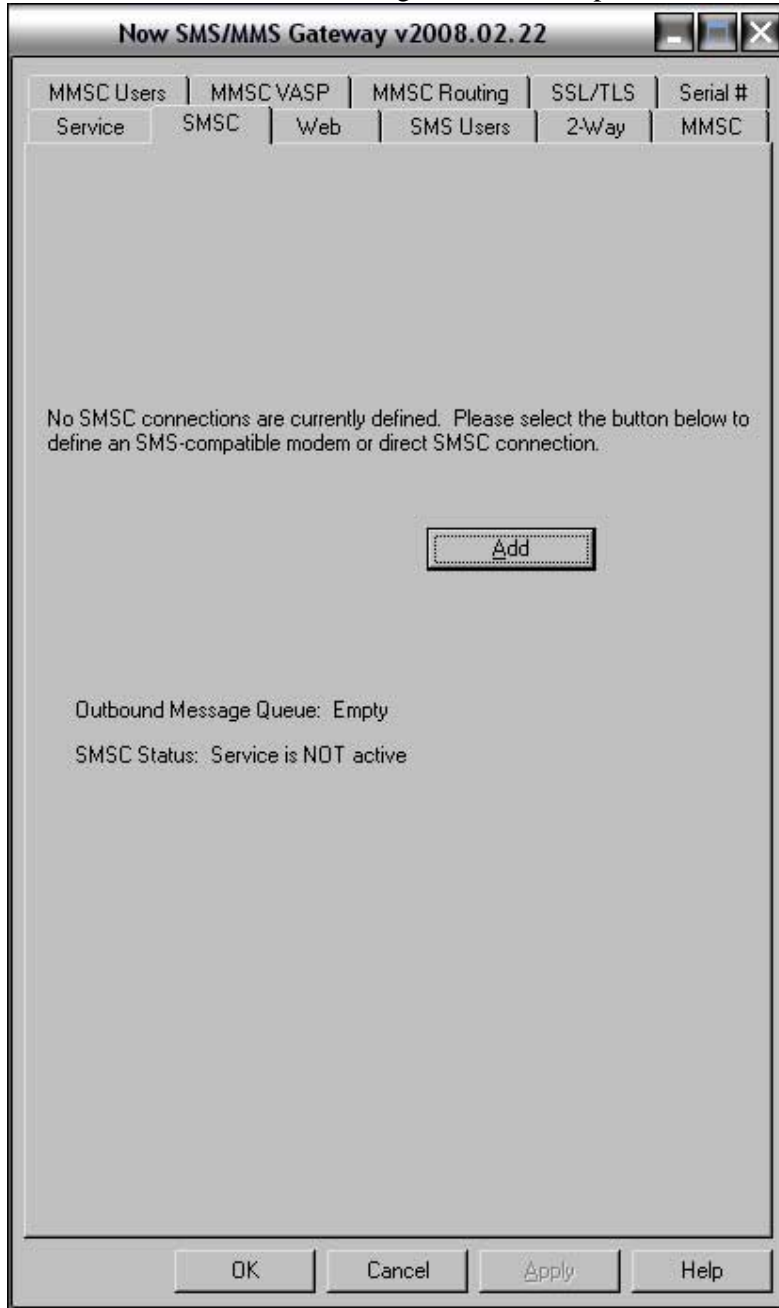 Now SMS/MMS Gateway v2008.02.22
MMSC Users MMSC VASP MMSC Routing SSL/TLS Serial #
Service SMSC Web SMS Users 2-Way MMSC
No SMSC connections are currently defined. Please select the button below to
define an SMS-compatible modem or direct SMSC connection.
Add
Outbound Message Queue: Empty
SMSC Status: Service is NOT active
OK Cancel Apply Help